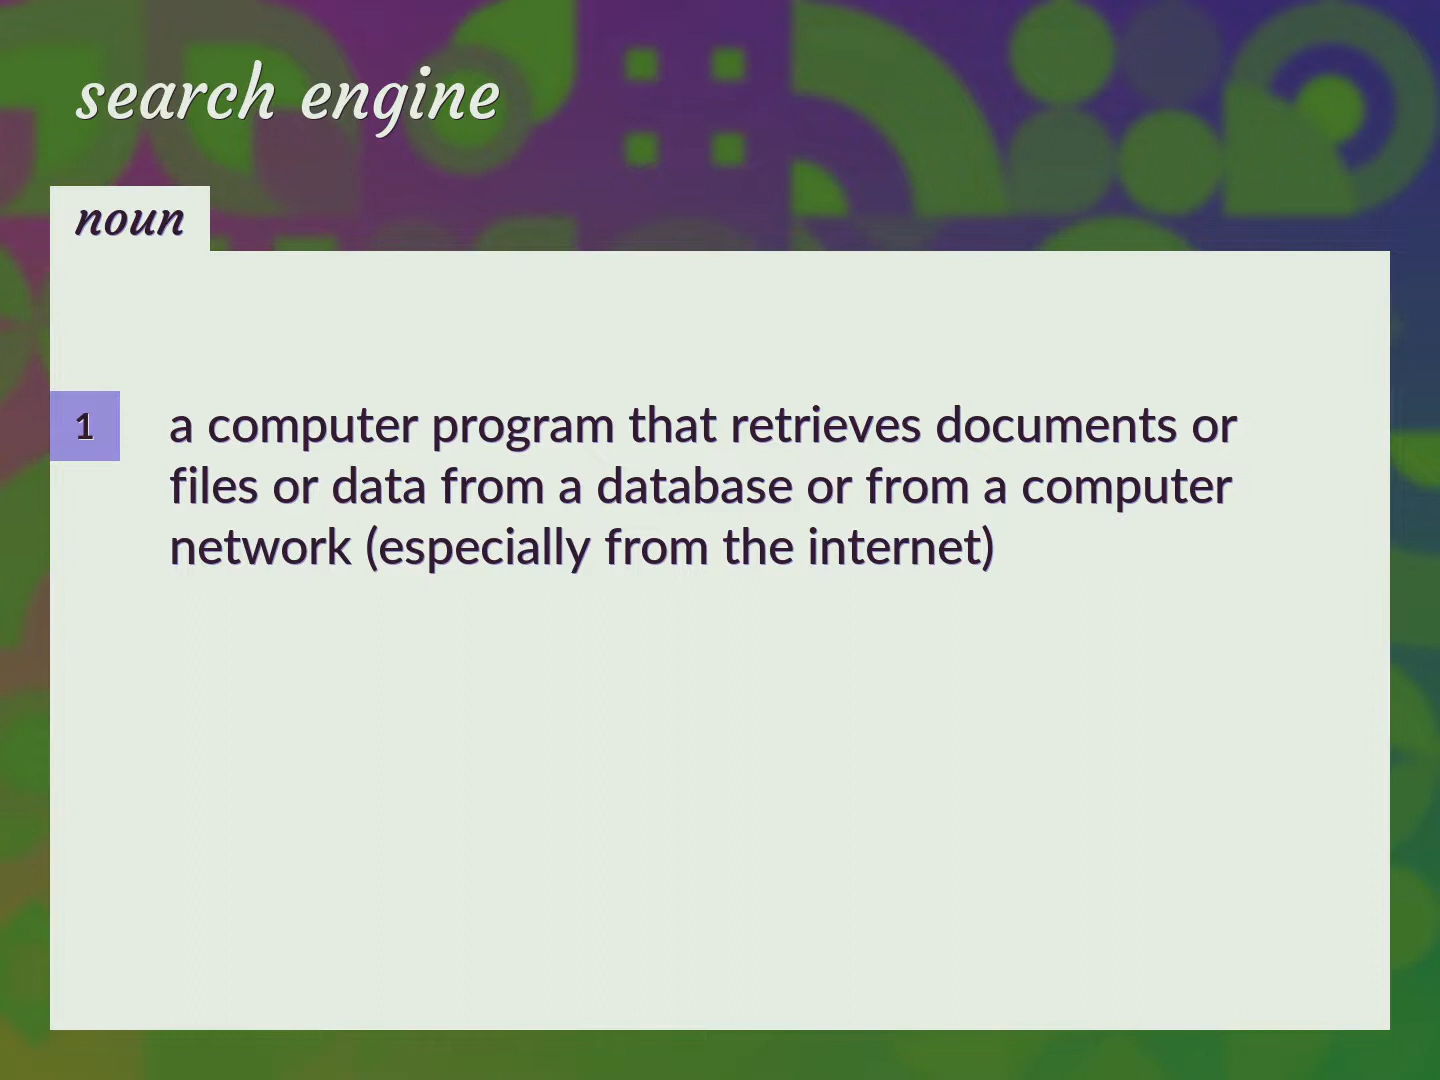 search engine
noun
1
a computer program that retrieves documents or
files or data from a database or from a computer
network (especially from the internet)